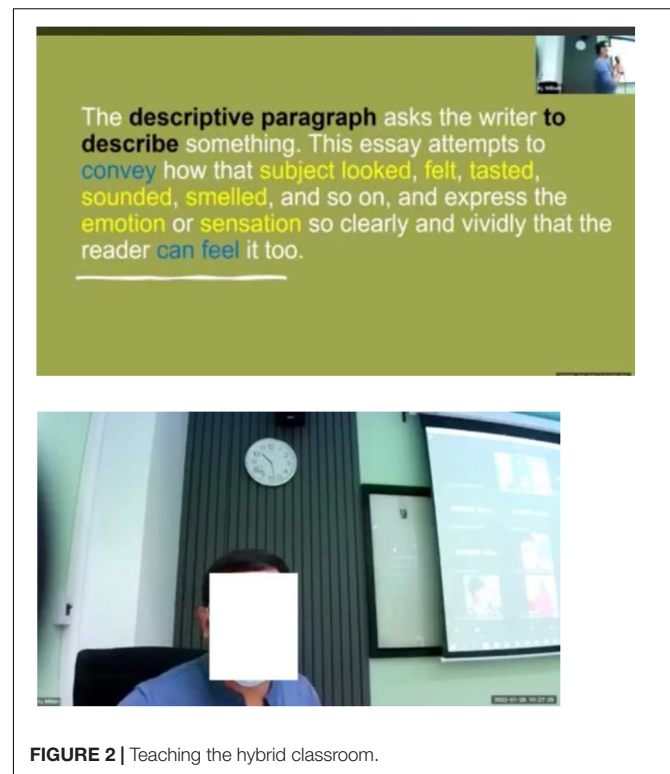 The descriptive paragraph asks the writer to
describe something. This essay attempts to
convey how that subject looked, felt, tasted,
sounded, smelled, and so on, and express the
emotion or sensation so clearly and vividly that the
reader can feel it too.
FIGURE 2 | Teaching the hybrid classroom.